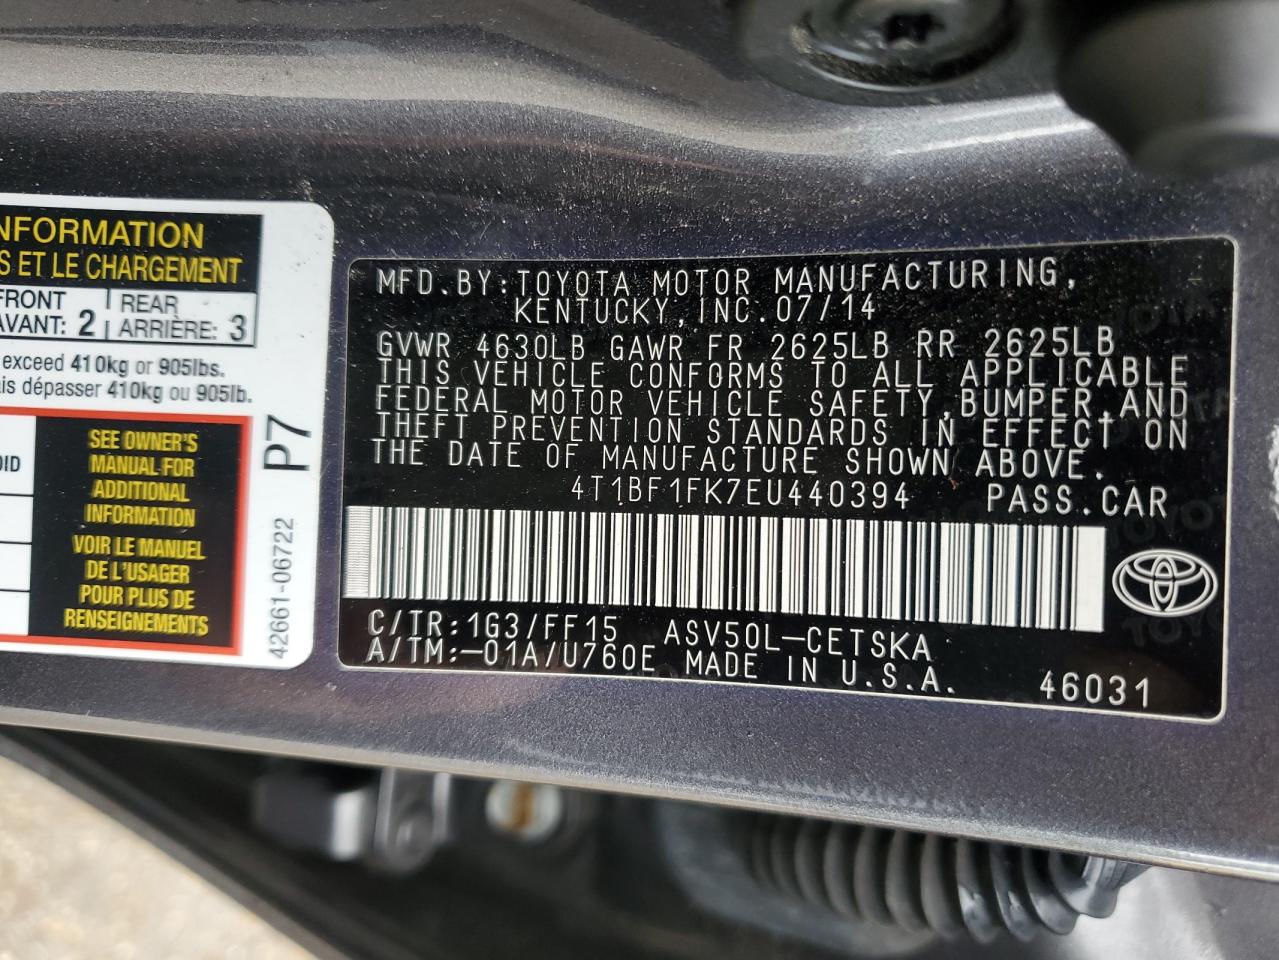 NFORMATION
S ET LE CHARGEMENT
FRONT
AVANT: 2
REAR
ARRIÈRE: 3
exceed 410kg or 905lbs.
ais dépasser 410kg ou 905lb.
OID
SEE OWNER'S
MANUAL FOR
ADDITIONAL
INFORMATION
VOIR LE MANUEL
DE L'USAGER
POUR PLUS DE
RENSEIGNEMENTS
P7
42661-06722
MFD.BY:TOYOTA MOTOR MANUFACTURING,
KENTUCKY,INC.07/14
GVWR 4630LB GAWR FR 2625LB RR 2625LB
THIS VEHICLE CONFORMS TO ALL APPLICABLE
FEDERAL MOTOR VEHICLE SAFETY,BUMPER,AND
THEFT PREVENTION STANDARDS IN EFFECT ON
THE DATE OF MANUFACTURE SHOWN ABOVE.
4T1BF1FK7EU440394 PASS.CAR
C/TR:1G3/FF15 ASV50L-CETSKA
A/TM:-01A/U760E MADE IN U.S.A. 46031